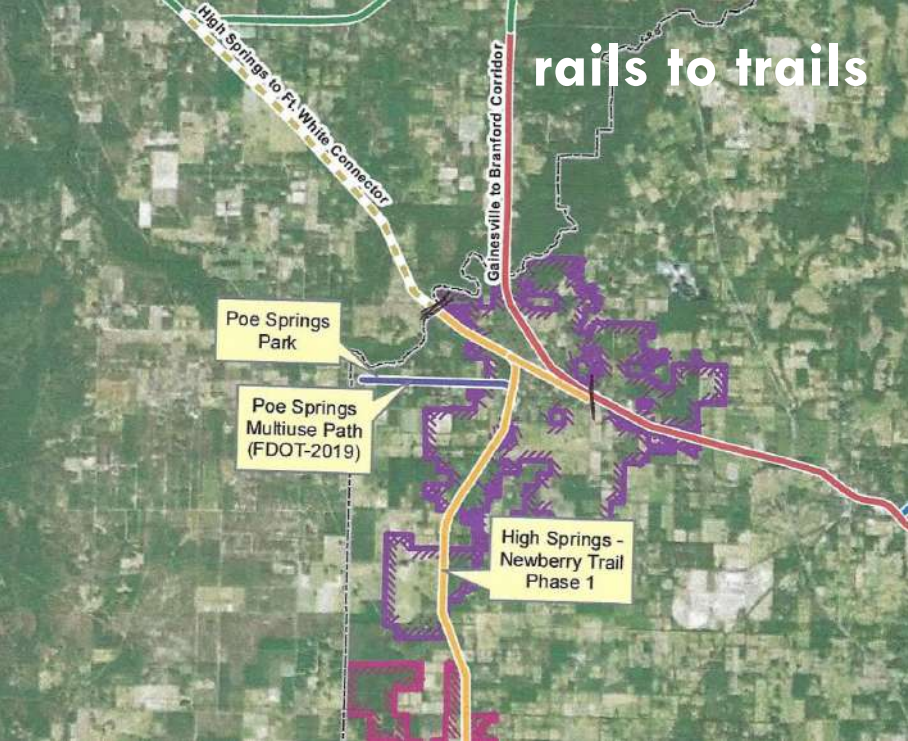 rails to trails
High Springs to Ft. White Connector
Gainesville to Branford Corridor
Poe Springs
Park
Poe Springs
Multiuse Path
(FDOT-2019)
High Springs -
Newberry Trail
Phase 1